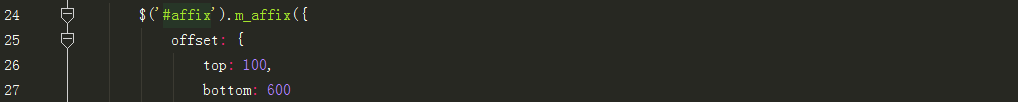 24 $('#affix').m_affix({
25 offset: {
26 top: 100,
27 bottom: 600